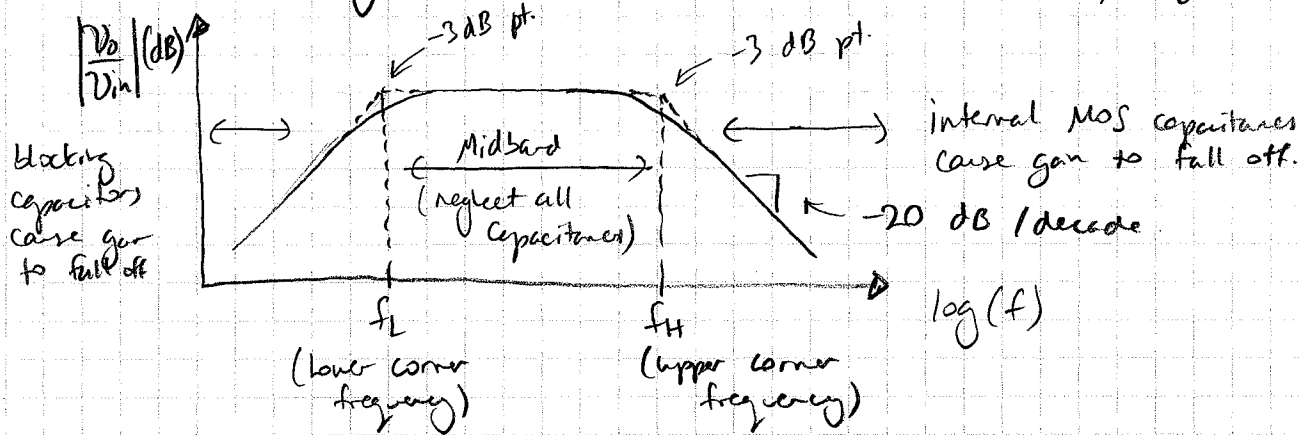 |vo/vin| (dB)
-3dB pt.
-3 dB pt.
blocking
capacitors
cause gain
to fall off
Midband
(neglect all
capacitances)
internal MOS capacitances
cause gain to fall off.
-20 dB /decade
fL
(lower corner
frequency)
fH
(upper corner
frequency)
log(f)